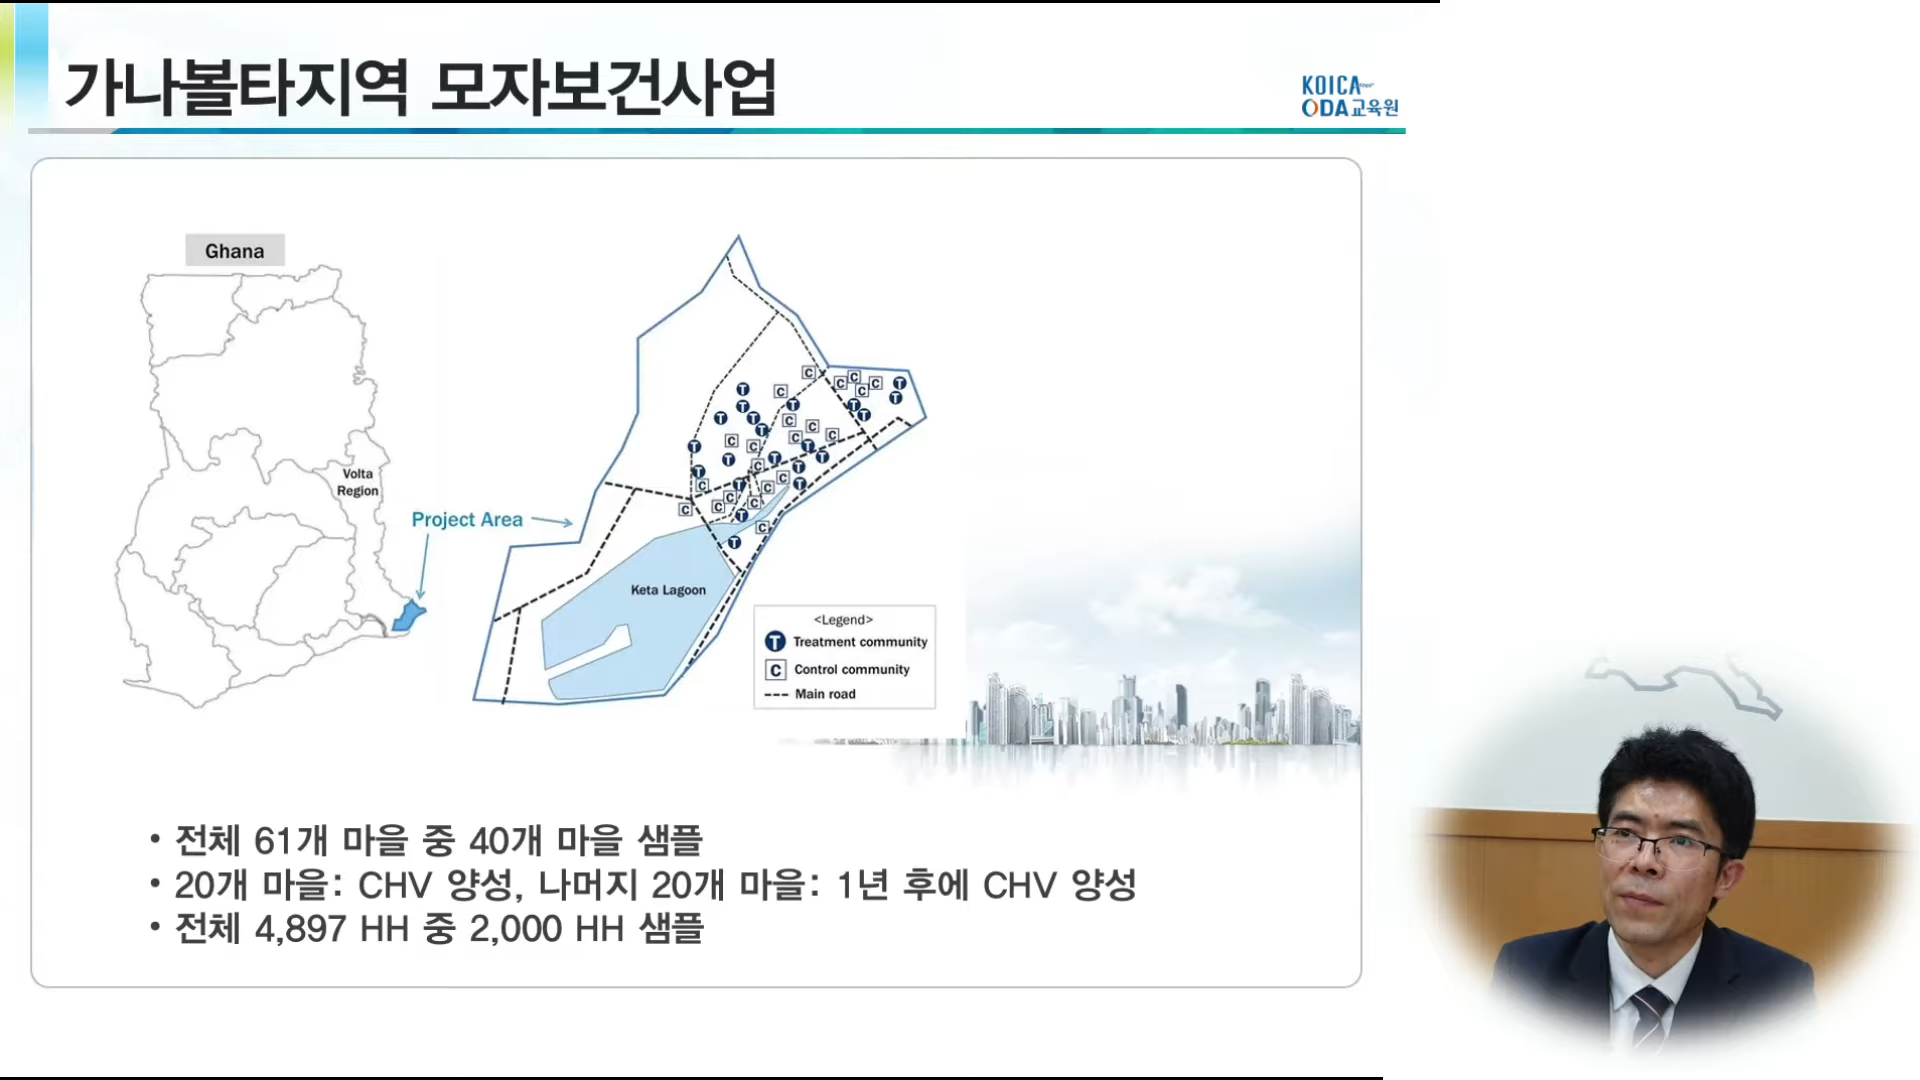 가나볼타지역 모자보건사업
KOICA
ODA교육원
Ghana
Volta
Region
Project Area
Keta Lagoon
<Legend>
T Treatment community
C Control community
Main road
• 전체 61개 마을 중 40개 마을 샘플
• 20개 마을: CHV 양성, 나머지 20개 마을: 1년 후에 CHV 양성
• 전체 4,897 HH 중 2,000 HH 샘플